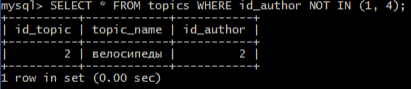 mysql> SELECT * FROM topics WHERE id_author NOT IN (1, 4);
+----------+------------+-----------+
| id_topic | topic_name | id_author |
+----------+------------+-----------+
|        2 | велосипеды |         2 |
+----------+------------+-----------+
1 row in set (0.00 sec)